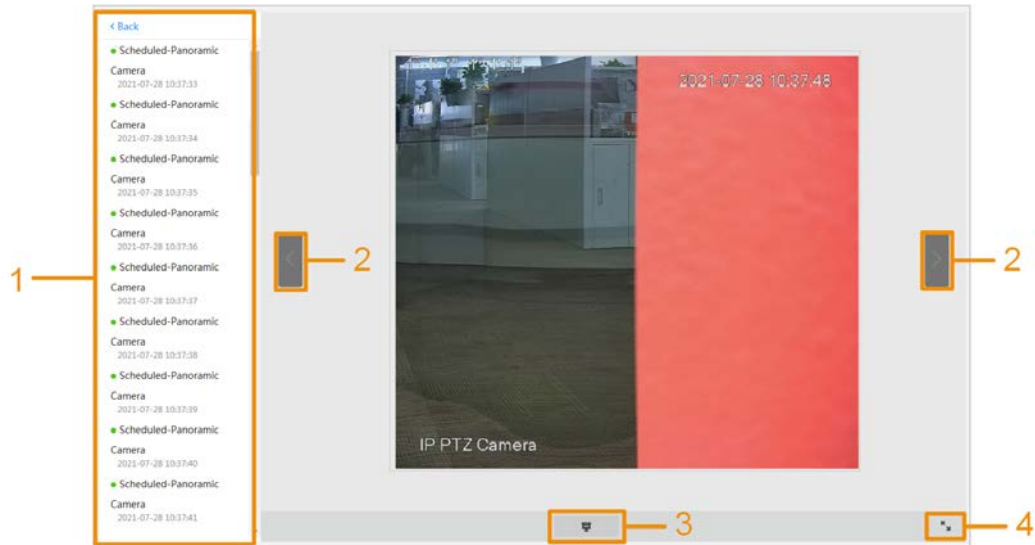 < Back
Scheduled-Panoramic
Camera
2021-07-28 10:37:33
Scheduled-Panoramic
Camera
2021-07-28 10:37:34
Scheduled-Panoramic
Camera
2021-07-28 10:37:35
Scheduled-Panoramic
Camera
2021-07-28 10:37:36
Scheduled-Panoramic
Camera
2021-07-28 10:37:37
Scheduled-Panoramic
Camera
2021-07-28 10:37:38
Scheduled-Panoramic
Camera
2021-07-28 10:37:39
Scheduled-Panoramic
Camera
2021-07-28 10:37:40
Scheduled-Panoramic
Camera
2021-07-28 10:37:41
1
2
2021-07-28 10:37:48
IP PTZ Camera
2
3
4